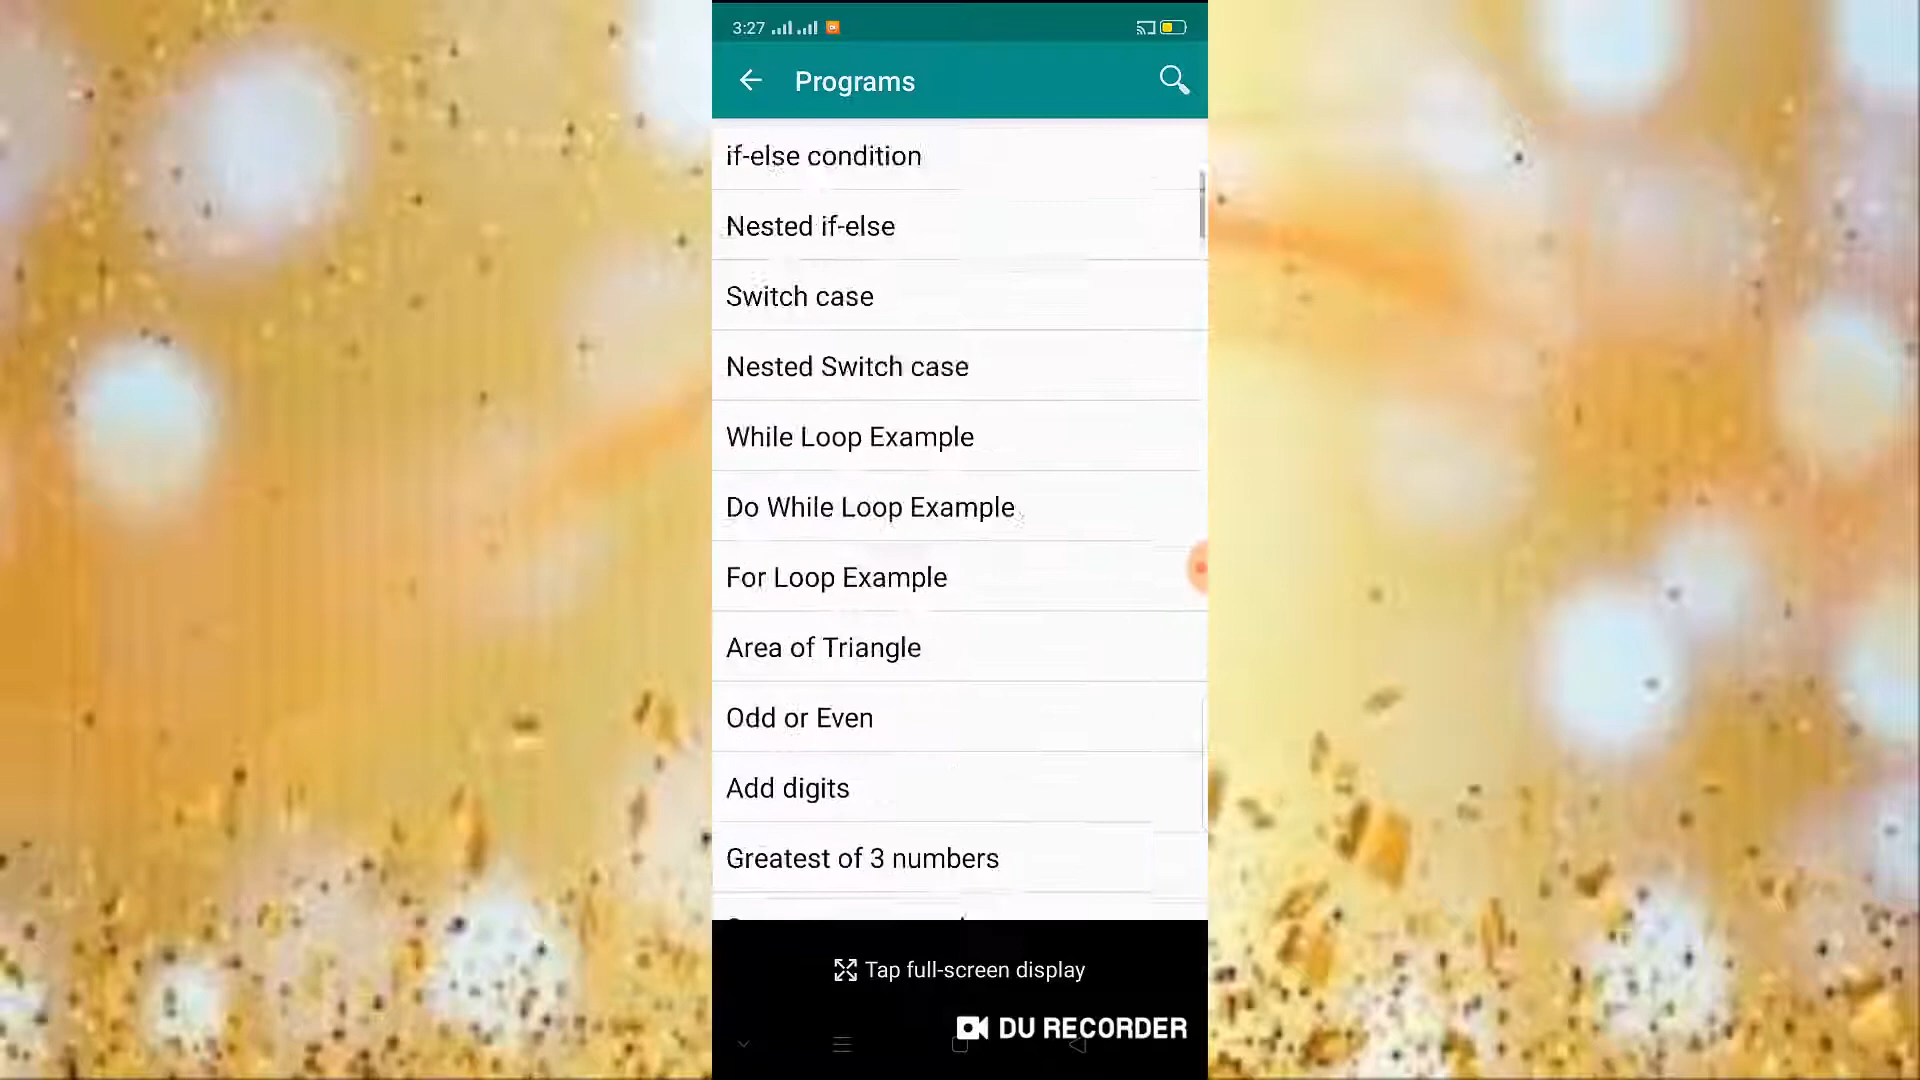 3:27
Programs
if-else condition
Nested if-else
Switch case
Nested Switch case
While Loop Example
Do While Loop Example
For Loop Example
Area of Triangle
Odd or Even
Add digits
Greatest of 3 numbers
Tap full-screen display
DU RECORDER